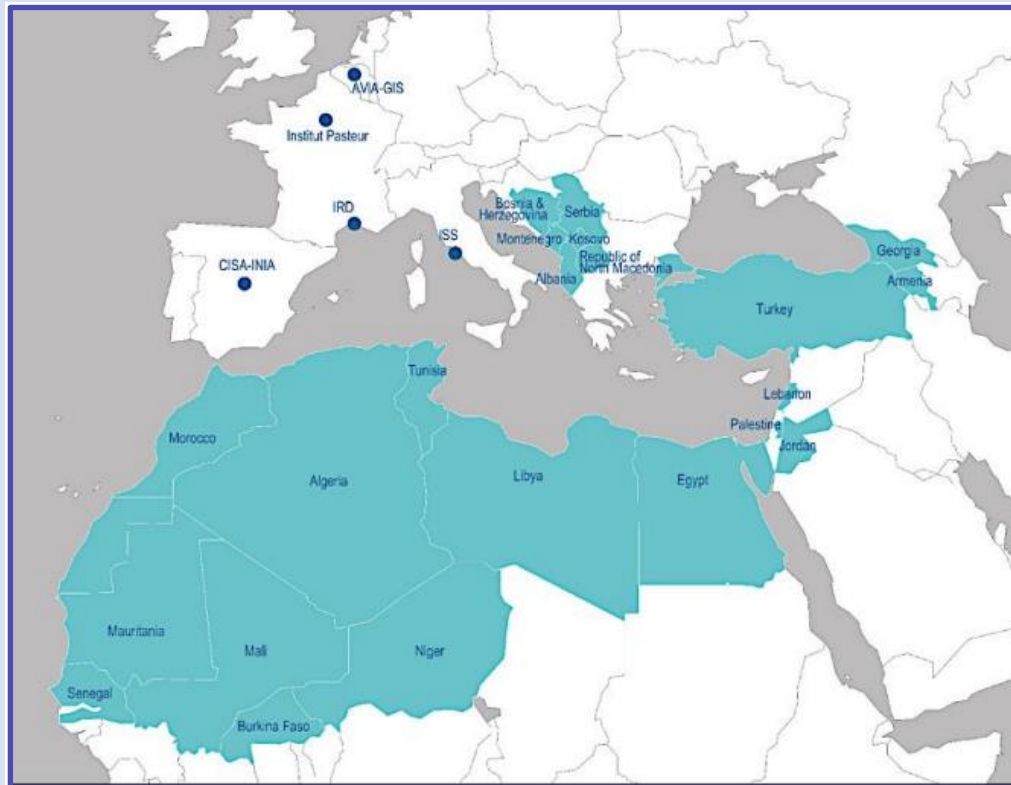 AVIA-GIS
Institut Pasteur
IRD
ISS
CISA-INIA
Bosnia &
Herzegovina
Serbia
Montenegro
Kosovo
Republic of
North Macedonia
Albania
Georgia
Armenia
Turkey
Tunisia
Lebanon
Palestine
Jordan
Morocco
Algeria
Libya
Egypt
Mauritania
Mali
Niger
Senegal
Burkina Faso